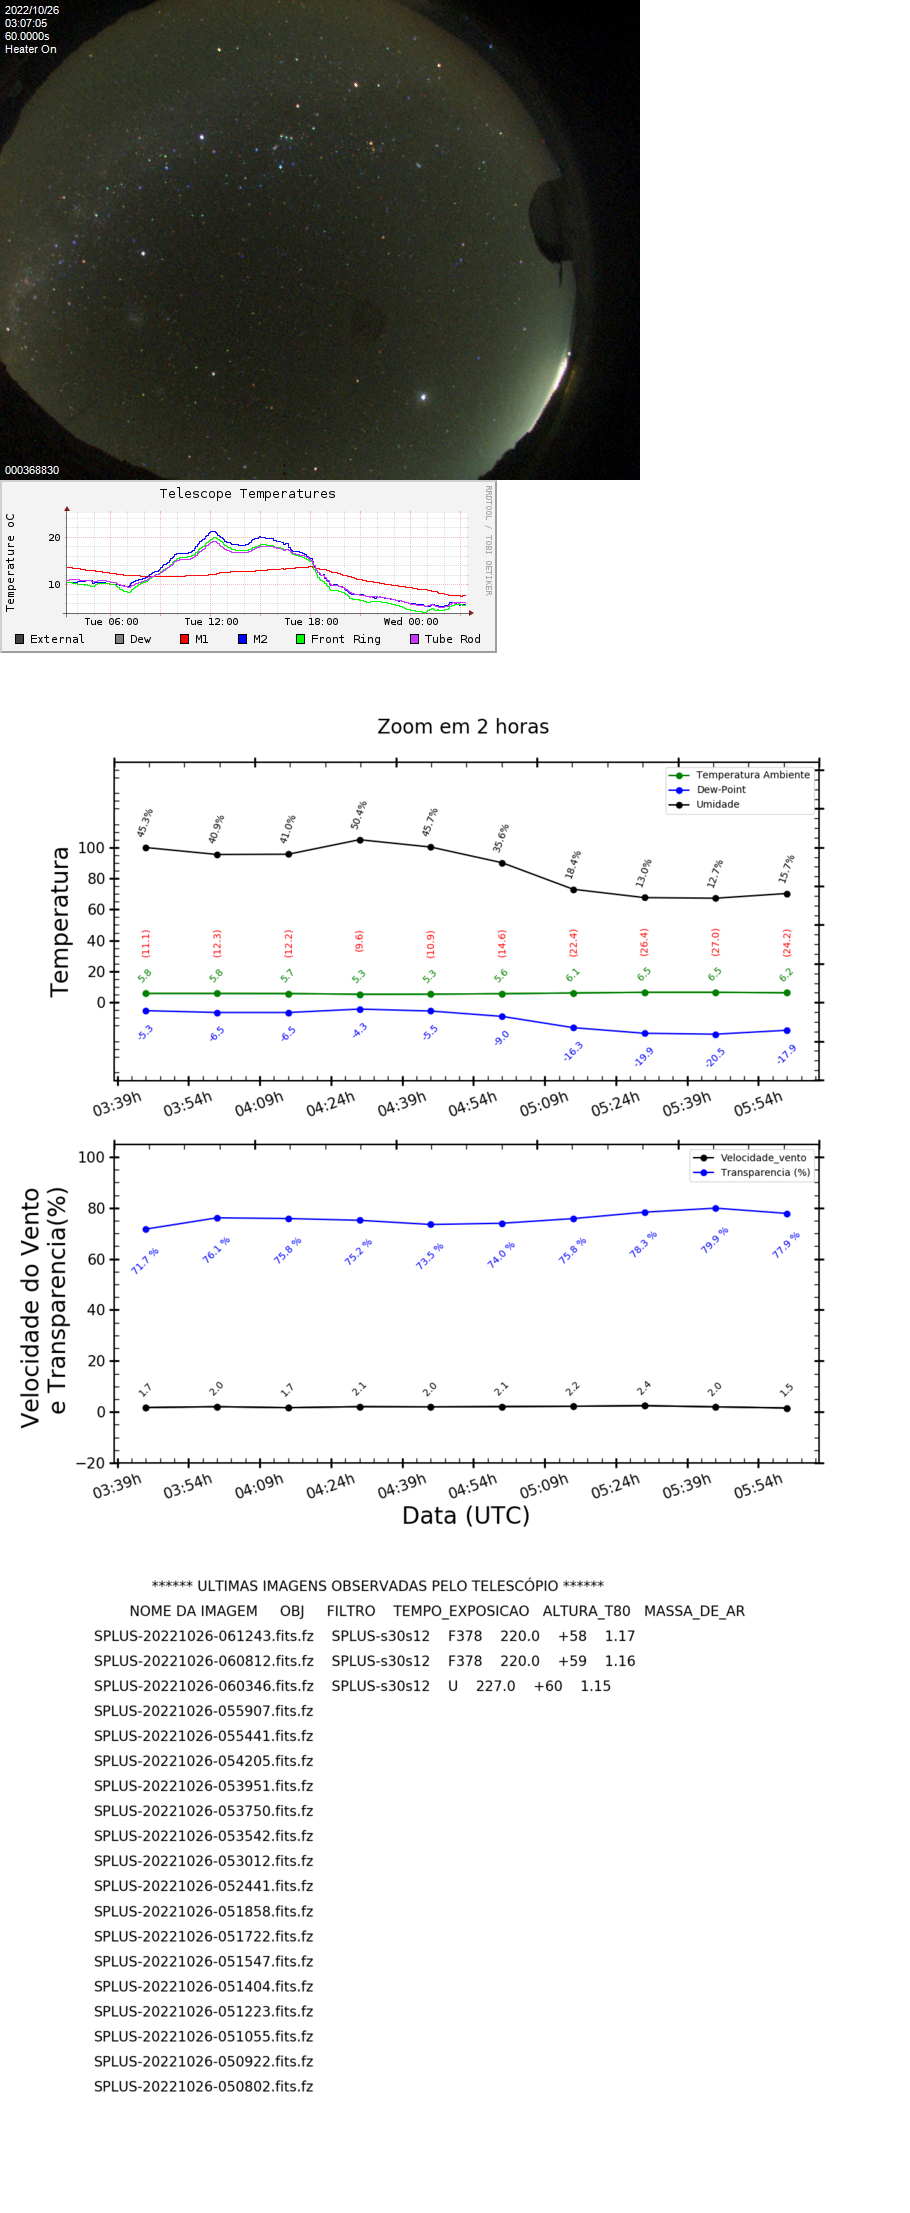 2022/10/26
03:07:05
60.0000s
Heater On
000368830
Telescope Temperatures
RRDTOOL / TOBI OETIKER
Temperature oC
20
10
Tue 06:00 Tue 12:00 Tue 18:00 Wed 00:00
External Dew M1 M2 Front Ring Tube Rod
Zoom em 2 horas
Temperatura Ambiente
Dew-Point
Umidade
Temperatura
100
80
60
40
20
0
45.3% 40.9% 41.0% 50.4% 45.7% 35.6% 18.4% 13.0% 12.7% 15.7%
(11.1) (12.3) (12.2) (9.6) (10.9) (14.6) (22.4) (26.4) (27.0) (24.2)
5.8 5.8 5.7 5.3 5.3 5.6 6.1 6.5 6.5 6.2
-5.3 -6.5 -6.5 -4.3 -5.5 -9.0 -16.3 -19.9 -20.5 -17.9
03:39h 03:54h 04:09h 04:24h 04:39h 04:54h 05:09h 05:24h 05:39h 05:54h
Velocidade_vento
Transparencia (%)
Velocidade do Vento
e Transparencia(%)
100
80
60
40
20
0
−20
71.7 % 76.1 % 75.8 % 75.2 % 73.5 % 74.0 % 75.8 % 78.3 % 79.9 % 77.9 %
1.7 2.0 1.7 2.1 2.0 2.1 2.2 2.4 2.0 1.5
03:39h 03:54h 04:09h 04:24h 04:39h 04:54h 05:09h 05:24h 05:39h 05:54h
Data (UTC)
****** ULTIMAS IMAGENS OBSERVADAS PELO TELESCÓPIO ******
NOME DA IMAGEM OBJ FILTRO TEMPO_EXPOSICAO ALTURA_T80 MASSA_DE_AR
SPLUS-20221026-061243.fits.fz SPLUS-s30s12 F378 220.0 +58 1.17
SPLUS-20221026-060812.fits.fz SPLUS-s30s12 F378 220.0 +59 1.16
SPLUS-20221026-060346.fits.fz SPLUS-s30s12 U 227.0 +60 1.15
SPLUS-20221026-055907.fits.fz
SPLUS-20221026-055441.fits.fz
SPLUS-20221026-054205.fits.fz
SPLUS-20221026-053951.fits.fz
SPLUS-20221026-053750.fits.fz
SPLUS-20221026-053542.fits.fz
SPLUS-20221026-053012.fits.fz
SPLUS-20221026-052441.fits.fz
SPLUS-20221026-051858.fits.fz
SPLUS-20221026-051722.fits.fz
SPLUS-20221026-051547.fits.fz
SPLUS-20221026-051404.fits.fz
SPLUS-20221026-051223.fits.fz
SPLUS-20221026-051055.fits.fz
SPLUS-20221026-050922.fits.fz
SPLUS-20221026-050802.fits.fz